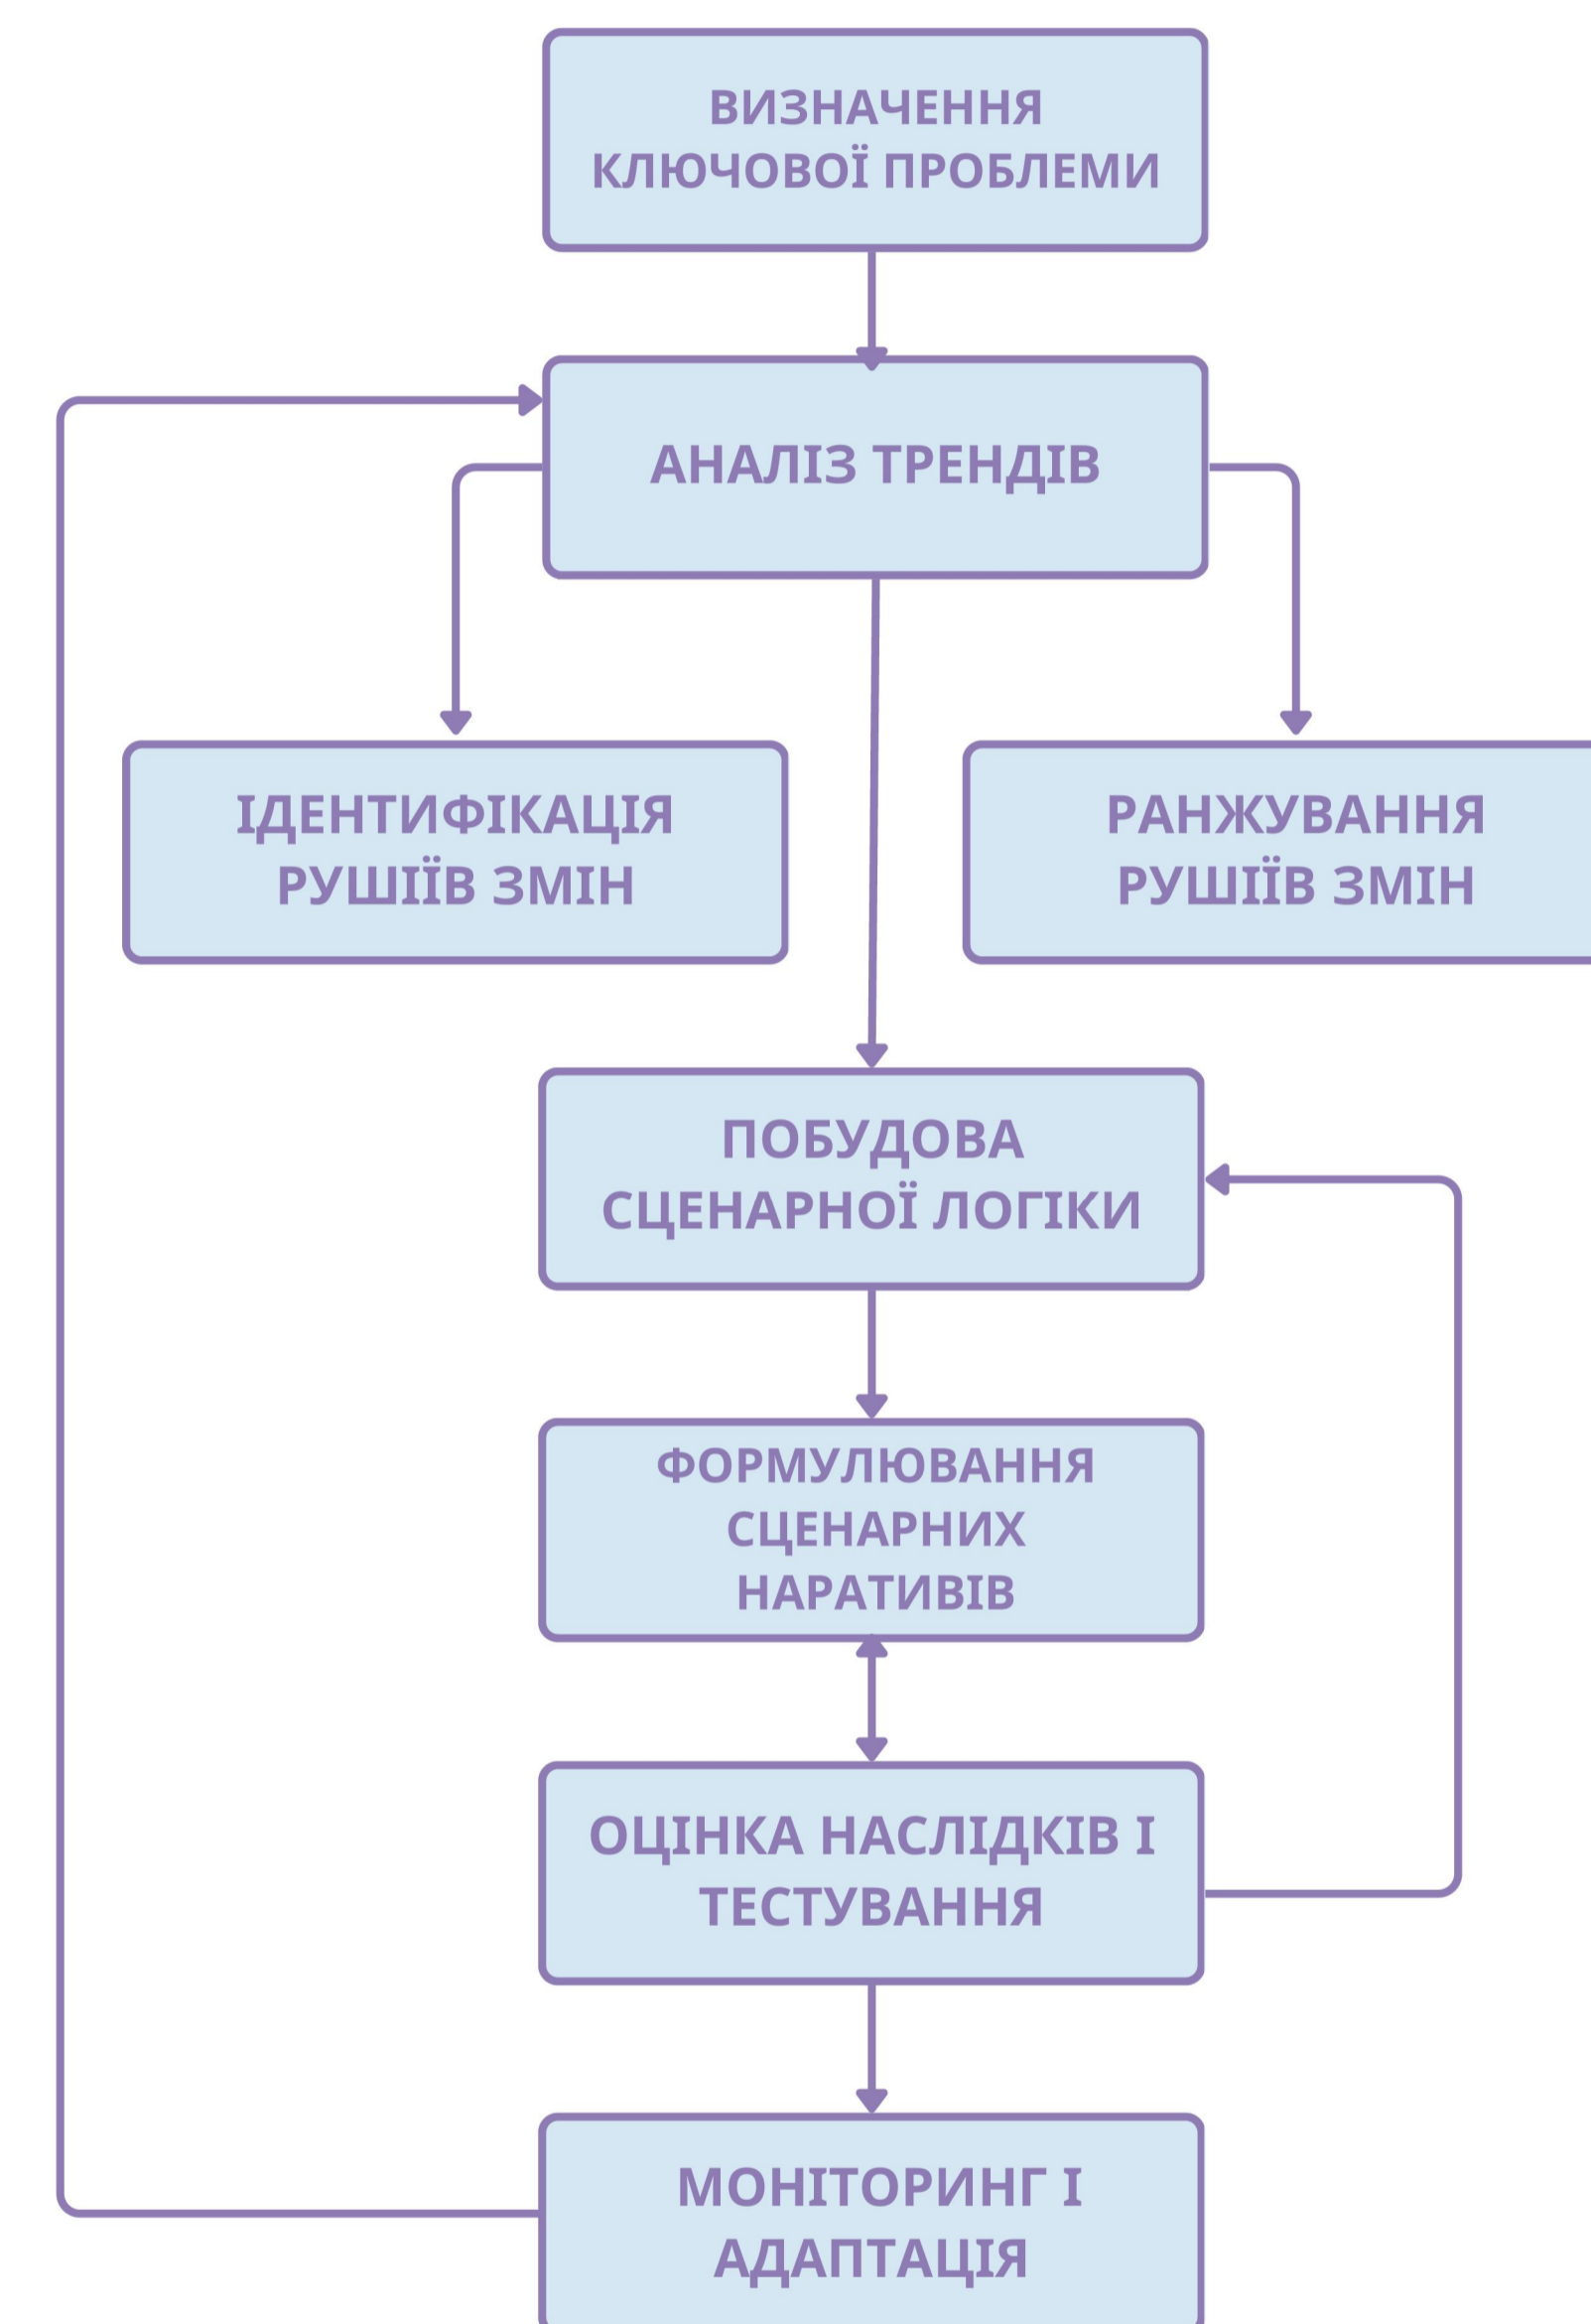 ВИЗНАЧЕННЯ
КЛЮЧОВОЇ ПРОБЛЕМИ
АНАЛІЗ ТРЕНДІВ
ІДЕНТИФІКАЦІЯ
РУШІЇВ ЗМІН
РАНЖУВАННЯ
РУШІЇВ ЗМІН
ПОБУДОВА
СЦЕНАРНОЇ ЛОГІКИ
ФОРМУЛЮВАННЯ
СЦЕНАРНИХ
НАРАТИВІВ
ОЦІНКА НАСЛІДКІВ І
ТЕСТУВАННЯ
МОНІТОРИНГ І
АДАПТАЦІЯ